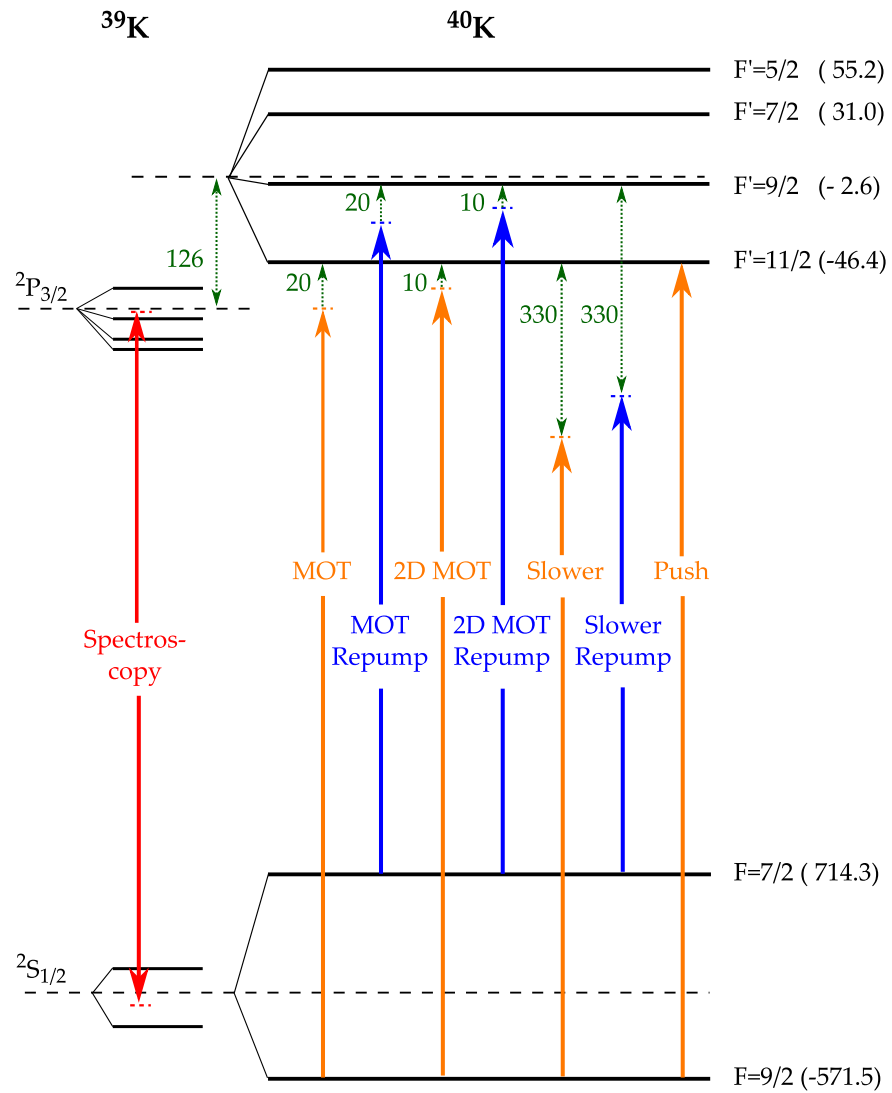 ³⁹K
⁴⁰K
F'=5/2 ( 55.2)
F'=7/2 ( 31.0)
F'=9/2 (- 2.6)
20
10
126
F'=11/2 (-46.4)
²P₃/₂
20
10
330
330
MOT
2D MOT
Slower
Push
Spectros-
copy
MOT
Repump
2D MOT
Repump
Slower
Repump
F=7/2 ( 714.3)
²S₁/₂
F=9/2 (-571.5)